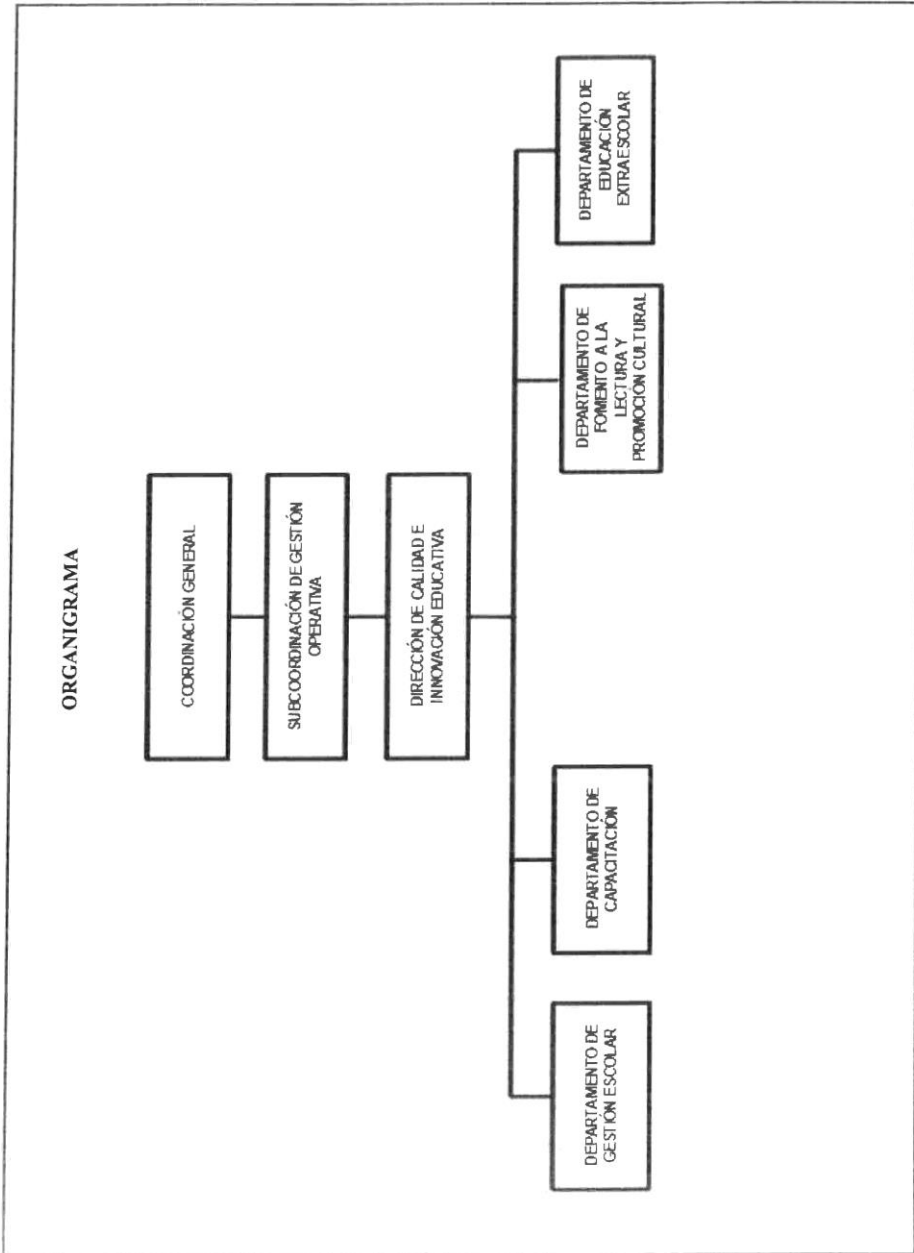 ORGANIGRAMA
COORDINACIÓN GENERAL
SUBCOORDINACIÓN DE GESTIÓN
OPERATIVA
DIRECCIÓN DE CALIDAD E
INNOVACIÓN EDUCATIVA
DEPARTAMENTO DE
GESTIÓN ESCOLAR
DEPARTAMENTO DE
CAPACITACIÓN
DEPARTAMENTO DE
FOMENTO A LA
LECTURA Y
PROMOCIÓN CULTURAL
DEPARTAMENTO DE
EDUCACIÓN
EXTRAESCOLAR